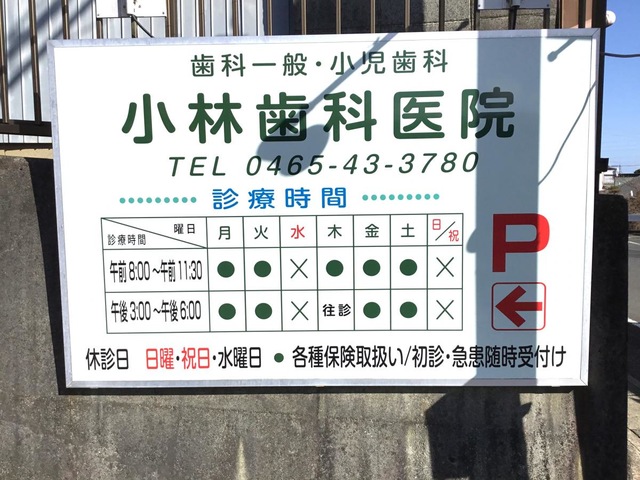 歯科一般・小児歯科
小林歯科医院
TEL 0465-43-3780
診療時間
診療時間 曜日 月 火 水 木 金 土 日/祝
午前8:00～午前11:30 ● ● × ● ● ● ×
午後3:00～午後6:00 ● ● × 往診 ● ● ×
P
←
休診日 日曜・祝日・水曜日 ● 各種保険取扱い/初診・急患随時受付け